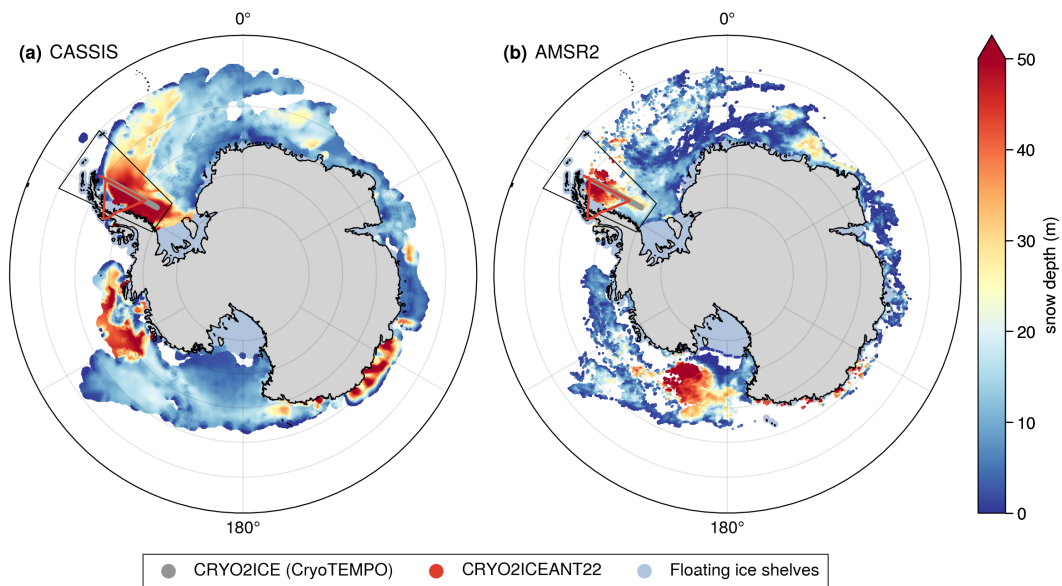 0° 0°
(a) CASSIS (b) AMSR2
50
40
30
20
10
0
snow depth (m)
180° 180°
CRYO2ICE (CryoTEMPO) CRYO2ICEANT22 Floating ice shelves